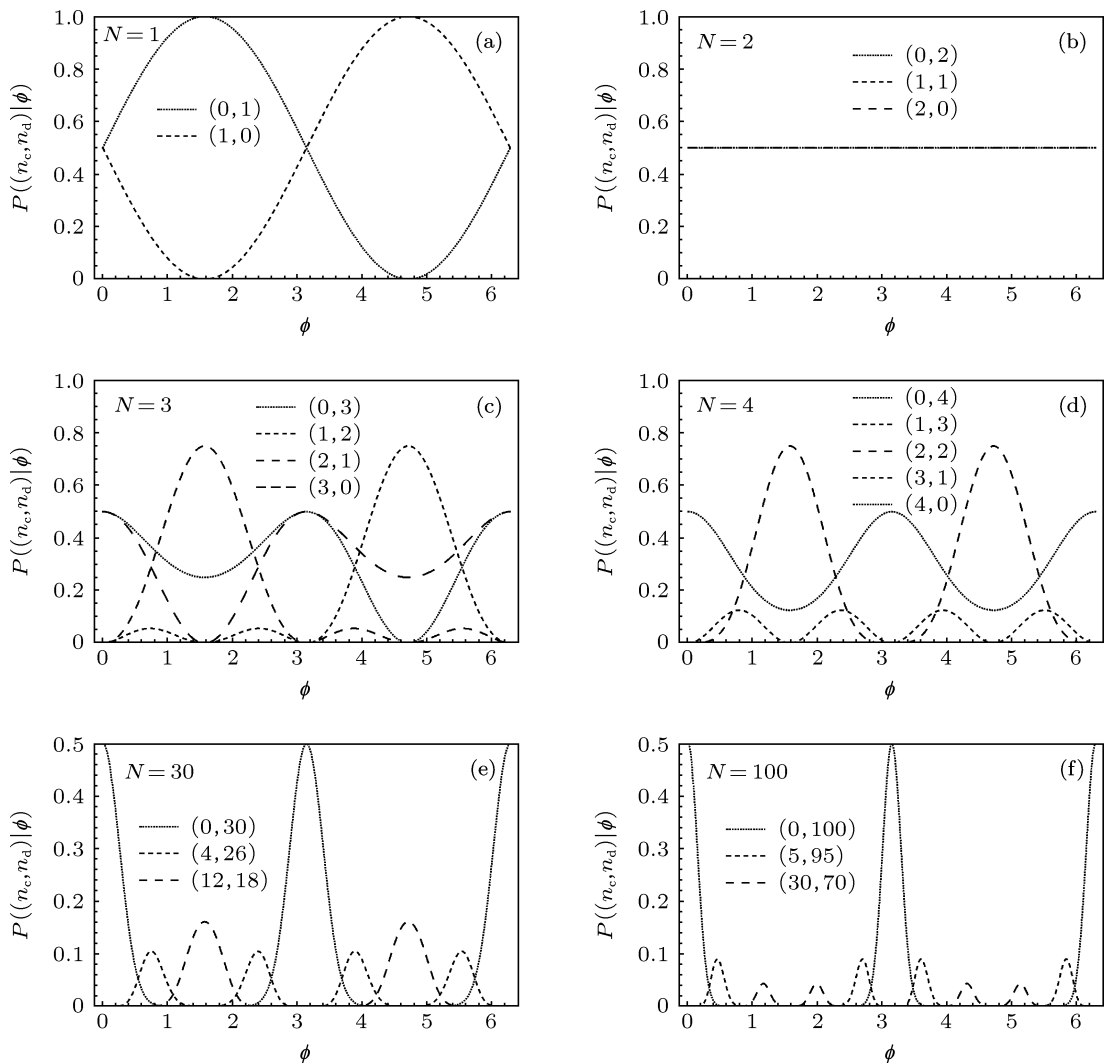 1.0
0.8
0.6
0.4
0.2
0
P((n_c,n_d)|ϕ)
N=1
(a)
(0,1)
(1,0)
0 1 2 3 4 5 6
ϕ
1.0
0.8
0.6
0.4
0.2
0
P((n_c,n_d)|ϕ)
N=2
(b)
(0,2)
(1,1)
(2,0)
0 1 2 3 4 5 6
ϕ
1.0
0.8
0.6
0.4
0.2
0
P((n_c,n_d)|ϕ)
N=3
(c)
(0,3)
(1,2)
(2,1)
(3,0)
0 1 2 3 4 5 6
ϕ
1.0
0.8
0.6
0.4
0.2
0
P((n_c,n_d)|ϕ)
N=4
(d)
(0,4)
(1,3)
(2,2)
(3,1)
(4,0)
0 1 2 3 4 5 6
ϕ
0.5
0.4
0.3
0.2
0.1
0
P((n_c,n_d)|ϕ)
N=30
(e)
(0,30)
(4,26)
(12,18)
0 1 2 3 4 5 6
ϕ
0.5
0.4
0.3
0.2
0.1
0
P((n_c,n_d)|ϕ)
N=100
(f)
(0,100)
(5,95)
(30,70)
0 1 2 3 4 5 6
ϕ